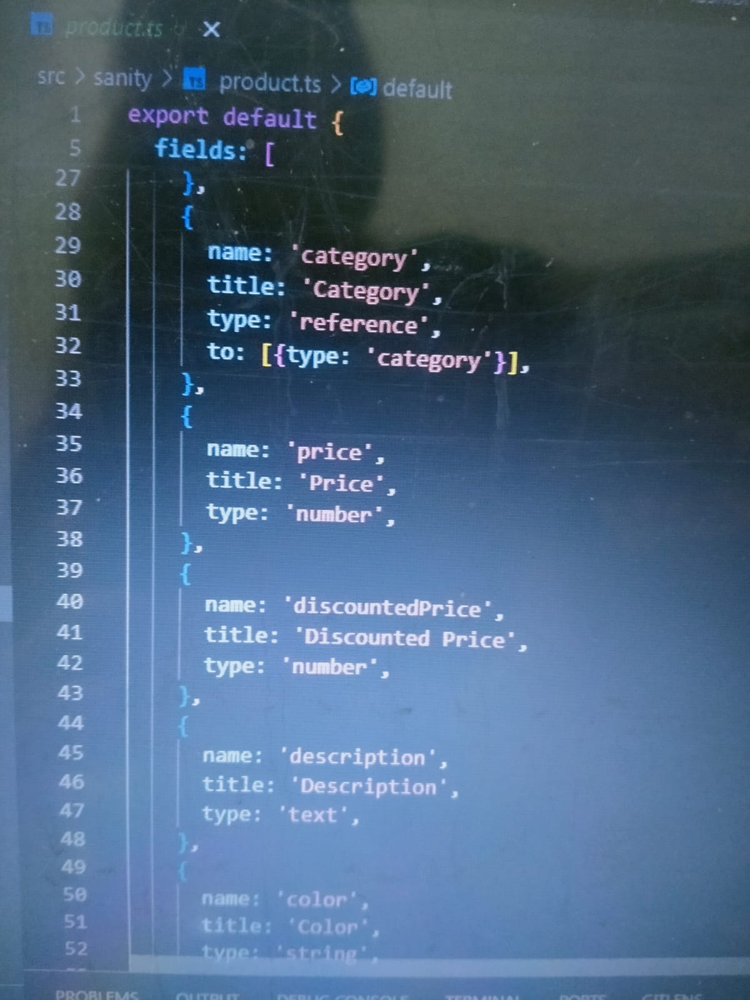 TS product.ts U X
src > sanity > TS product.ts > default
1 export default {
5 fields: [
27 },
28 {
29 name: 'category',
30 title: 'Category',
31 type: 'reference',
32 to: [{type: 'category'}],
33 },
34 {
35 name: 'price',
36 title: 'Price',
37 type: 'number',
38 },
39 {
40 name: 'discountedPrice',
41 title: 'Discounted Price',
42 type: 'number',
43 },
44 {
45 name: 'description',
46 title: 'Description',
47 type: 'text',
48 },
49 {
50 name: 'color',
51 title: 'Color',
52 type: 'string',
PROBLEMS OUTPUT DEBUG CONSOLE TERMINAL PORTS GITLENS